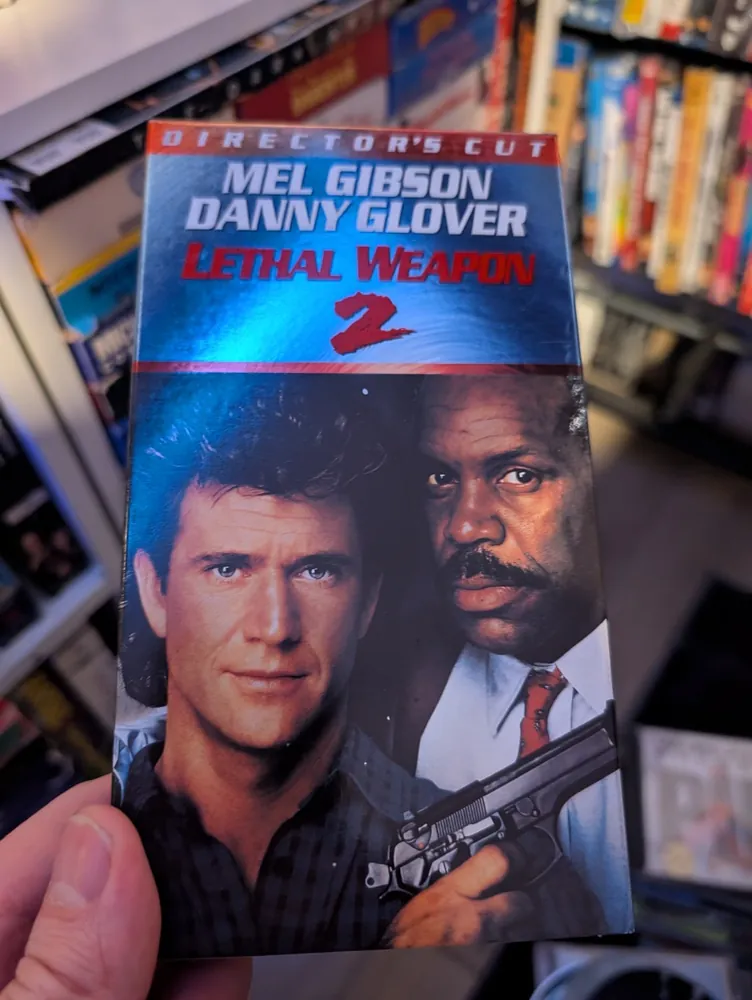 DIRECTOR'S CUT
MEL GIBSON
DANNY GLOVER
LETHAL WEAPON
2